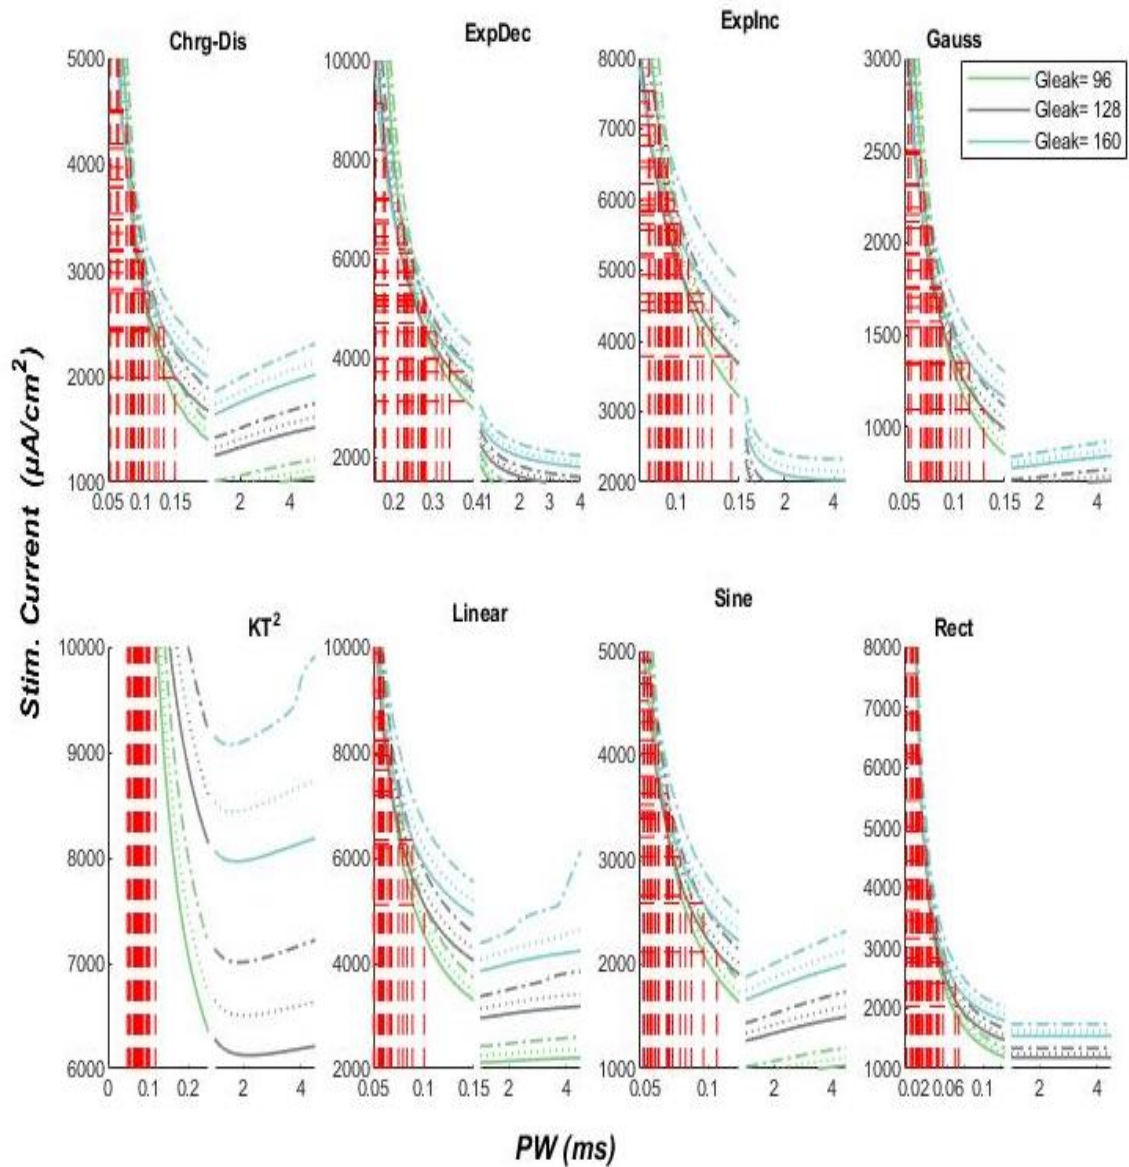 Chrg-Dis
ExpDec
ExpInc
Gauss
Gleak= 96
Gleak= 128
Gleak= 160
5000
4000
3000
2000
1000
0.05 0.1 0.15 2 4
10000
8000
6000
4000
2000
0.2 0.3 0.41 2 3 4
8000
7000
6000
5000
4000
3000
2000
0.1 0.15 2 4
3000
2500
2000
1500
1000
0.05 0.1 0.15 2 4
Stim. Current (µA/cm²)
KT²
Linear
Sine
Rect
10000
9000
8000
7000
6000
0 0.1 0.2 2 4
10000
8000
6000
4000
2000
0.05 0.1 0.15 2 4
5000
4000
3000
2000
1000
0.05 0.1 2 4
8000
7000
6000
5000
4000
3000
2000
1000
0.02 0.06 0.1 2 4
PW (ms)